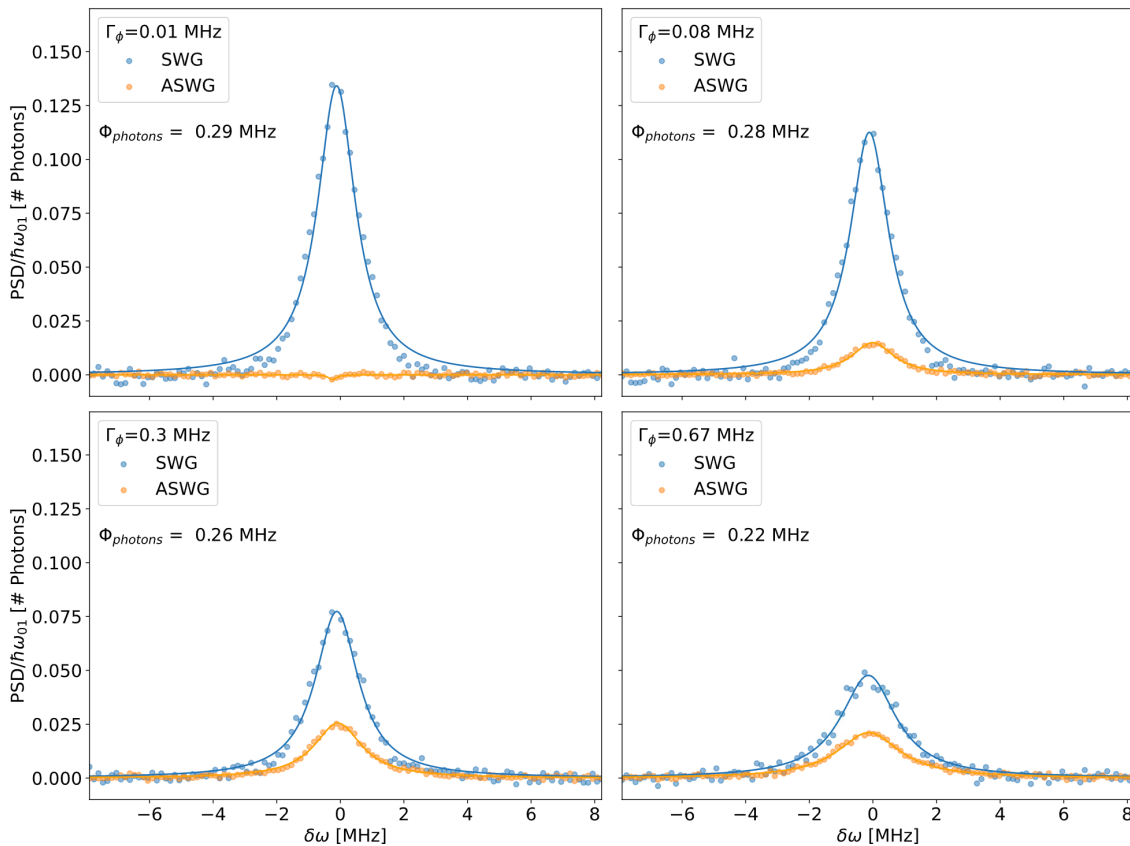 Γϕ=0.01 MHz
SWG
ASWG
Φphotons = 0.29 MHz
0.150
0.125
0.100
0.075
0.050
0.025
0.000
PSD/ħω01 [# Photons]
Γϕ=0.08 MHz
SWG
ASWG
Φphotons = 0.28 MHz
Γϕ=0.3 MHz
SWG
ASWG
Φphotons = 0.26 MHz
0.150
0.125
0.100
0.075
0.050
0.025
0.000
PSD/ħω01 [# Photons]
−6 −4 −2 0 2 4 6 8
δω [MHz]
Γϕ=0.67 MHz
SWG
ASWG
Φphotons = 0.22 MHz
−6 −4 −2 0 2 4 6 8
δω [MHz]